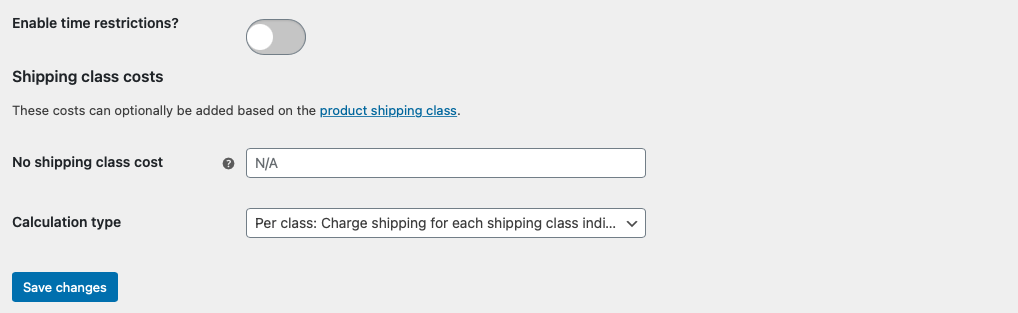 Enable time restrictions?
Shipping class costs
These costs can optionally be added based on the product shipping class.
No shipping class cost ? N/A
Calculation type Per class: Charge shipping for each shipping class indi...
Save changes